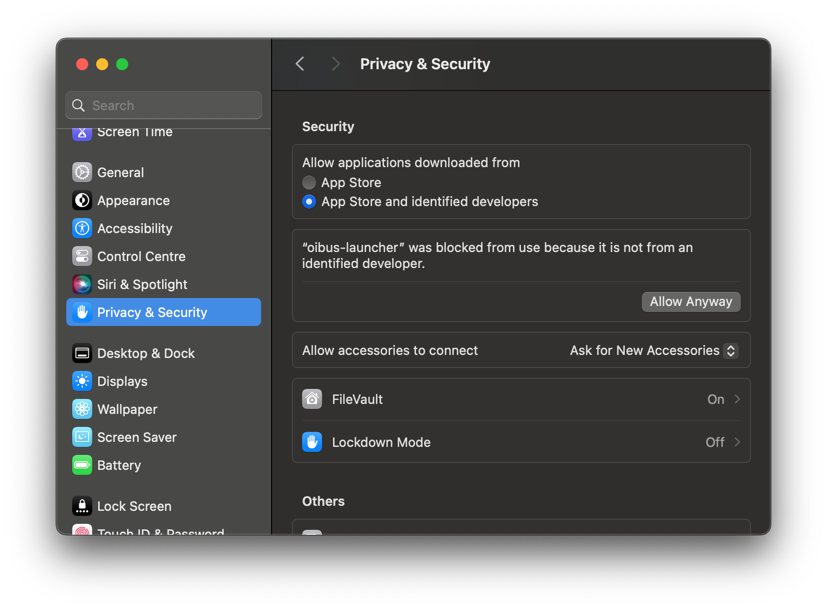 Privacy & Security
Search
Screen Time
General
Appearance
Accessibility
Control Centre
Siri & Spotlight
Privacy & Security
Desktop & Dock
Displays
Wallpaper
Screen Saver
Battery
Lock Screen
Touch ID & Password
Security
Allow applications downloaded from
App Store
App Store and identified developers
“oibus-launcher” was blocked from use because it is not from an
identified developer.
Allow Anyway
Allow accessories to connect
Ask for New Accessories
FileVault
On
Lockdown Mode
Off
Others